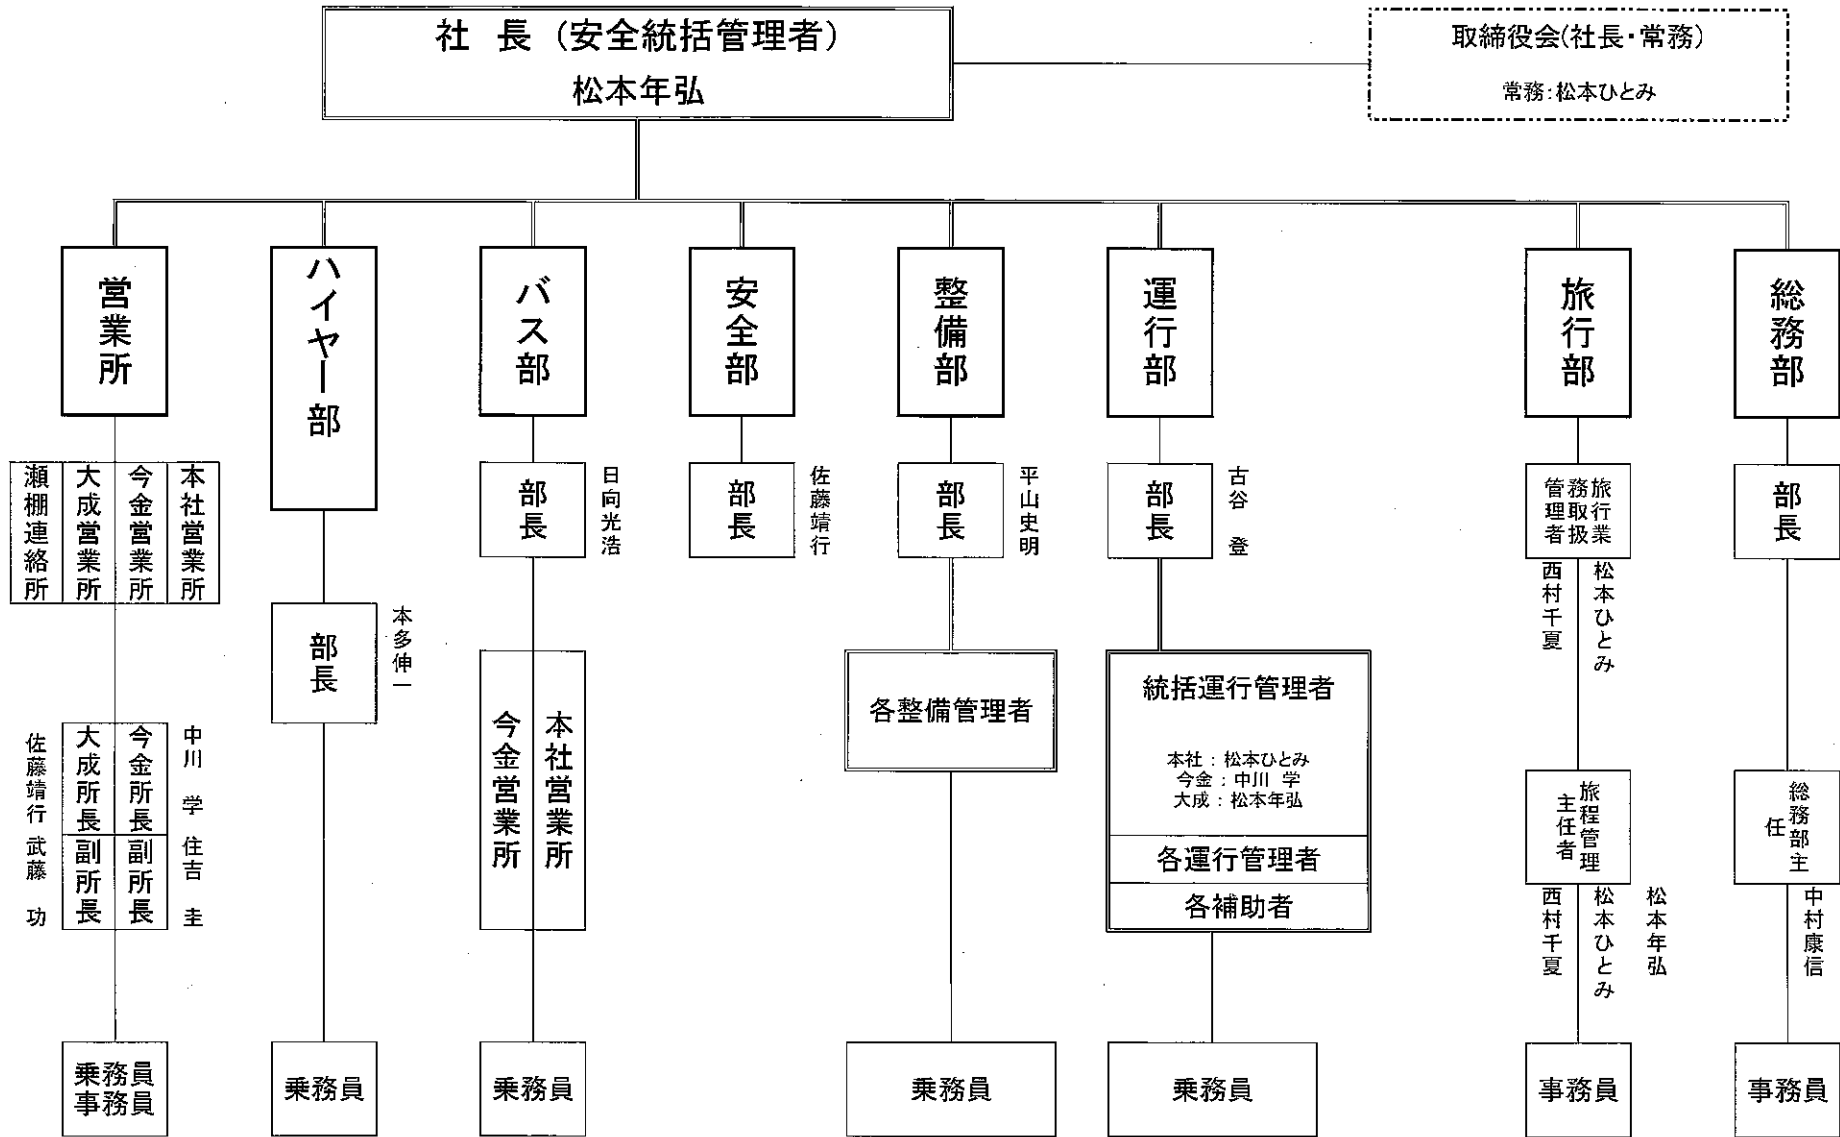 社 長 (安全統括管理者)
松本年弘
取締役会(社長・常務)
常務:松本ひとみ
営業所
ハイヤー部
バス部
安全部
整備部
運行部
旅行部
総務部
本社営業所
今金営業所
大成営業所
瀬棚連絡所
部長
日向光浩
部長
佐藤靖行
部長
平山史明
部長
古谷 登
旅行業
務取扱
管理者
松本ひとみ
西村千夏
部長
部長
本多伸一
本社営業所
今金営業所
各整備管理者
統括運行管理者
本社:松本ひとみ
今金:中川 学
大成:松本年弘
各運行管理者
各補助者
中川 学
今金所長
大成所長
佐藤靖行
住吉 圭
副所長
副所長
武藤 功
旅程管理
主任者
松本年弘
松本ひとみ
西村千夏
総務部主
任
中村康信
乗務員
事務員
乗務員
乗務員
乗務員
乗務員
事務員
事務員